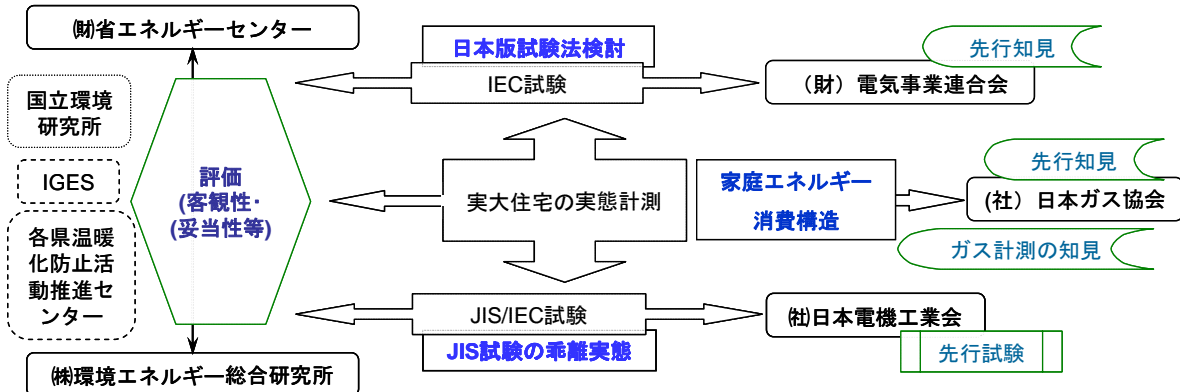 ㈶省エネルギーセンター
国立環境
研究所
IGES
各県温暖
化防止活
動推進セ
ンター
㈱環境エネルギー総合研究所
評価
(客観性・
(妥当性等)
日本版試験法検討
IEC試験
実大住宅の実態計測
JIS/IEC試験
JIS試験の乖離実態
家庭エネルギー
消費構造
先行知見
（財）電気事業連合会
先行知見
(社）日本ガス協会
ガス計測の知見
㈳日本電機工業会
先行試験